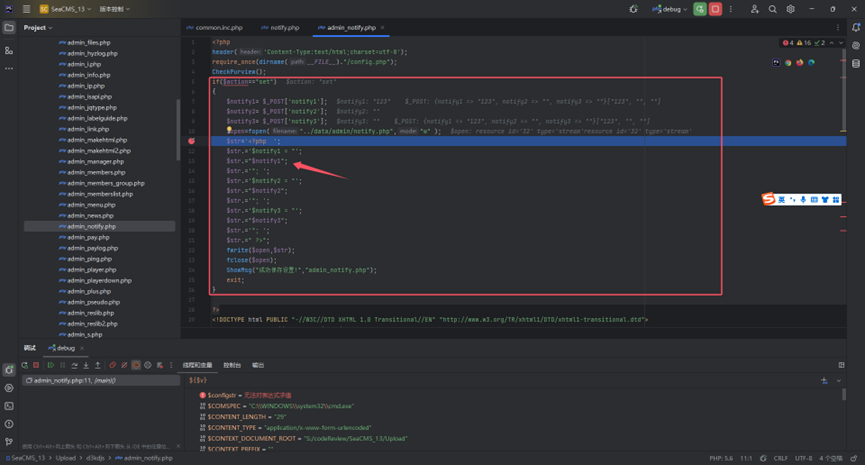 SC SeaCMS_13 版本控制
debug
Project
common.inc.php notify.php admin_notify.php
admin_files.php
admin_hyzlog.php
admin_i.php
admin_info.php
admin_ip.php
admin_isapi.php
admin_jqtype.php
admin_labelguide.php
admin_link.php
admin_makehtml.php
admin_makehtml2.php
admin_manager.php
admin_members.php
admin_members_group.php
admin_memberslist.php
admin_menu.php
admin_news.php
admin_notify.php
admin_pay.php
admin_paylog.php
admin_ping.php
admin_player.php
admin_playerdown.php
admin_plus.php
admin_pseudo.php
admin_reslib.php
admin_reslib2.php
admin_s.php
4 16 2
1 <?php
2 header( header: 'Content-Type:text/html;charset=utf-8');
3 require_once(dirname( path: __FILE__)."/config.php");
4 CheckPurview();
5 if($action=="set") $action: "set"
6 {
7 $notify1= $_POST['notify1']; $notify1: "123" $_POST: {notify1 => "123", notify2 => "", notify3 => ""}["123", "", ""]
8 $notify2= $_POST['notify2']; $notify2: ""
9 $notify3= $_POST['notify3']; $notify3: "" $_POST: {notify1 => "123", notify2 => "", notify3 => ""}["123", "", ""]
10 $open=fopen( filename: "../data/admin/notify.php", mode: "w" ); $open: resource id='32' type='stream'resource id='32' type='stream'
$str='<?php ';
12 $str.='$notify1 = "';
13 $str.="$notify1";
14 $str.='"; ';
15 $str.='$notify2 = "';
16 $str.="$notify2";
17 $str.='"; ';
18 $str.='$notify3 = "';
19 $str.="$notify3";
20 $str.='"; ';
21 $str.=" ?>";
22 fwrite($open,$str);
23 fclose($open);
24 ShowMsg("成功保存设置!","admin_notify.php");
25 exit;
26 }
27
28 ?>
29 <!DOCTYPE html PUBLIC "-//W3C//DTD XHTML 1.0 Transitional//EN" "http://www.w3.org/TR/xhtml1/DTD/xhtml1-transitional.dtd">
S 英
调试 debug
线程和变量 控制台 输出
admin_notify.php:11, {main}()
${$v}
$configstr = 无法对表达式求值
$COMSPEC = "C:\\WINDOWS\\system32\\cmd.exe"
$CONTENT_LENGTH = "29"
$CONTENT_TYPE = "application/x-www-form-urlencoded"
$CONTEXT_DOCUMENT_ROOT = "S:/codeReview/SeaCMS_13/Upload"
$CONTEXT_PREFIX = ""
SeaCMS_13 Upload d3kdjs admin_notify.php
PHP: 5.6 11:1 CRLF UTF-8 4 个空格